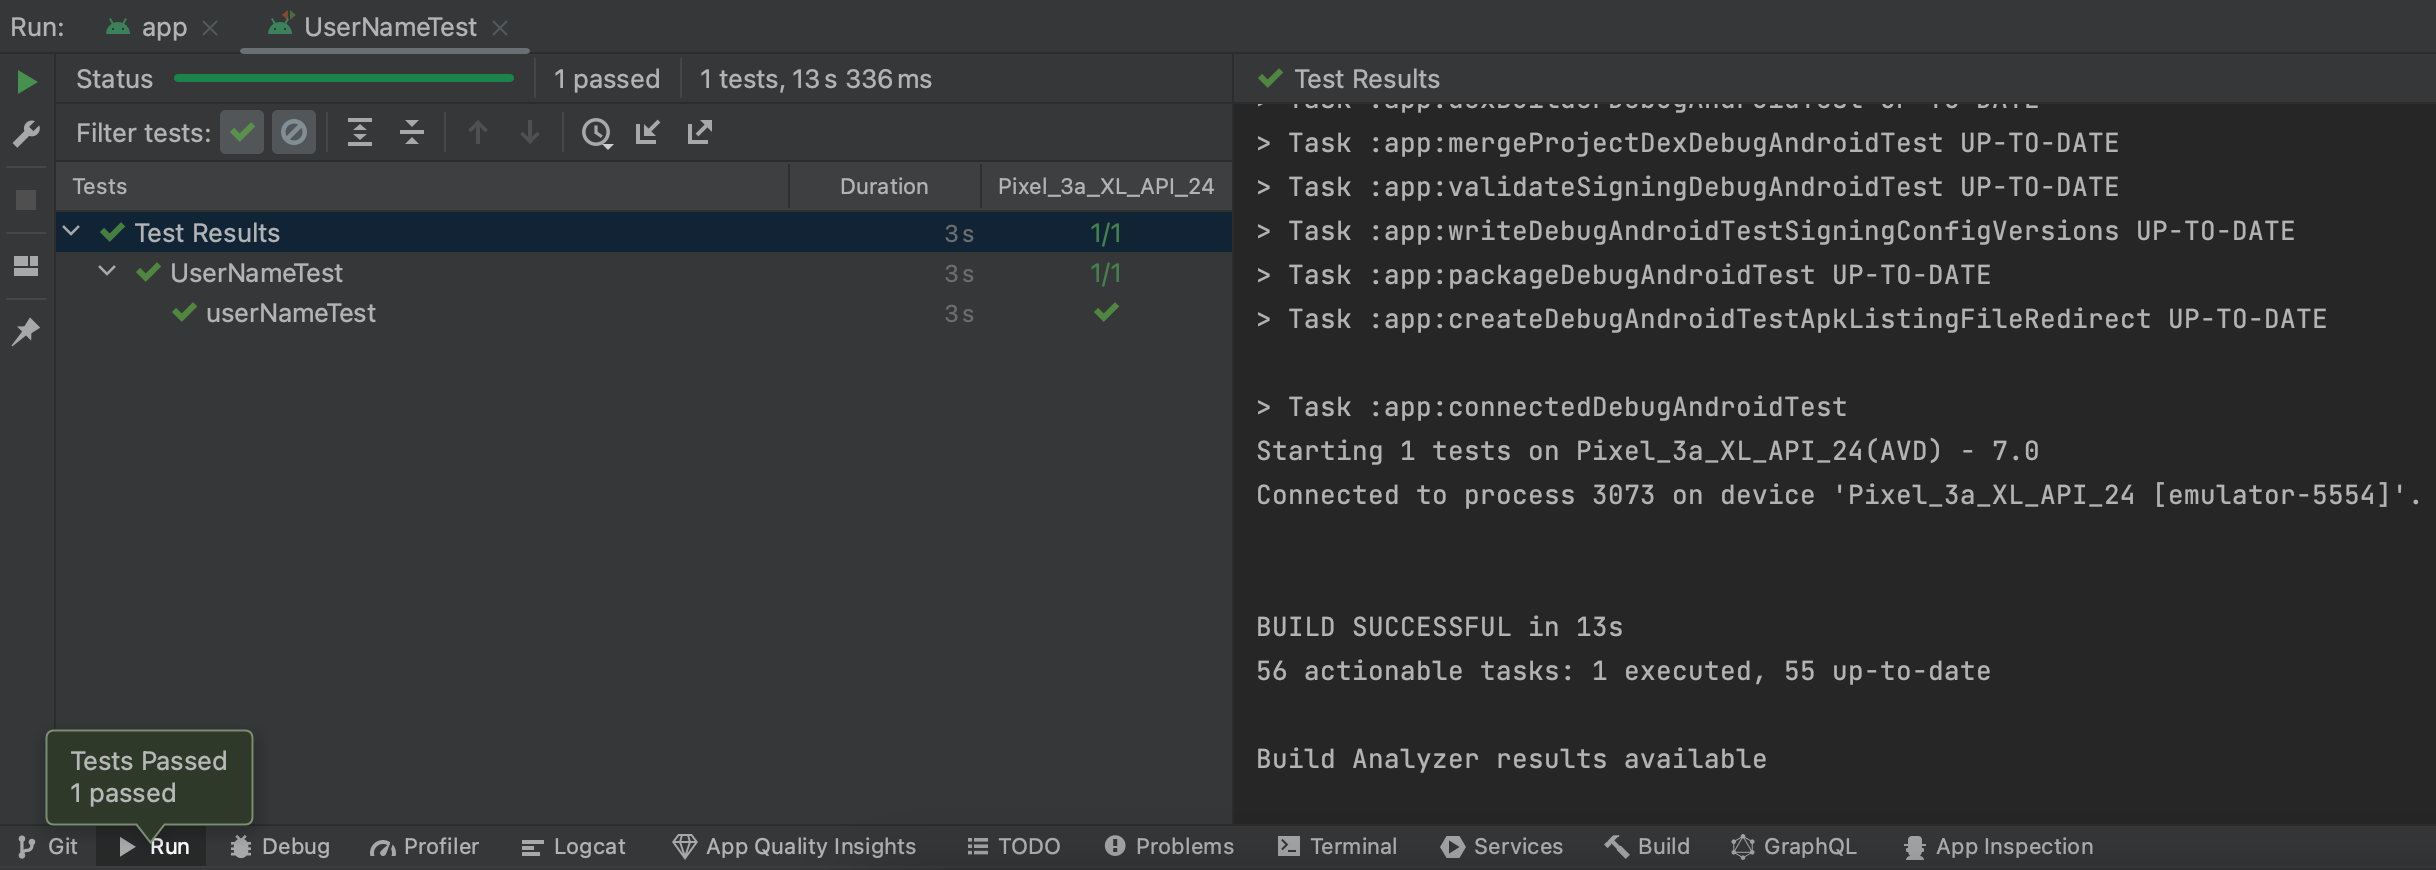 Run:
app
UserNameTest
Status
1 passed
1 tests, 13 s 336 ms
Filter tests:
Tests
Duration
Pixel_3a_XL_API_24
Test Results
3 s
1/1
UserNameTest
3 s
1/1
userNameTest
3 s
Test Results
> Task :app:dexBuilderDebugAndroidTest UP-TO-DATE
> Task :app:mergeProjectDexDebugAndroidTest UP-TO-DATE
> Task :app:validateSigningDebugAndroidTest UP-TO-DATE
> Task :app:writeDebugAndroidTestSigningConfigVersions UP-TO-DATE
> Task :app:packageDebugAndroidTest UP-TO-DATE
> Task :app:createDebugAndroidTestApkListingFileRedirect UP-TO-DATE
> Task :app:connectedDebugAndroidTest
Starting 1 tests on Pixel_3a_XL_API_24(AVD) - 7.0
Connected to process 3073 on device 'Pixel_3a_XL_API_24 [emulator-5554]'.
BUILD SUCCESSFUL in 13s
56 actionable tasks: 1 executed, 55 up-to-date
Build Analyzer results available
Tests Passed
1 passed
Git
Run
Debug
Profiler
Logcat
App Quality Insights
TODO
Problems
Terminal
Services
Build
GraphQL
App Inspection